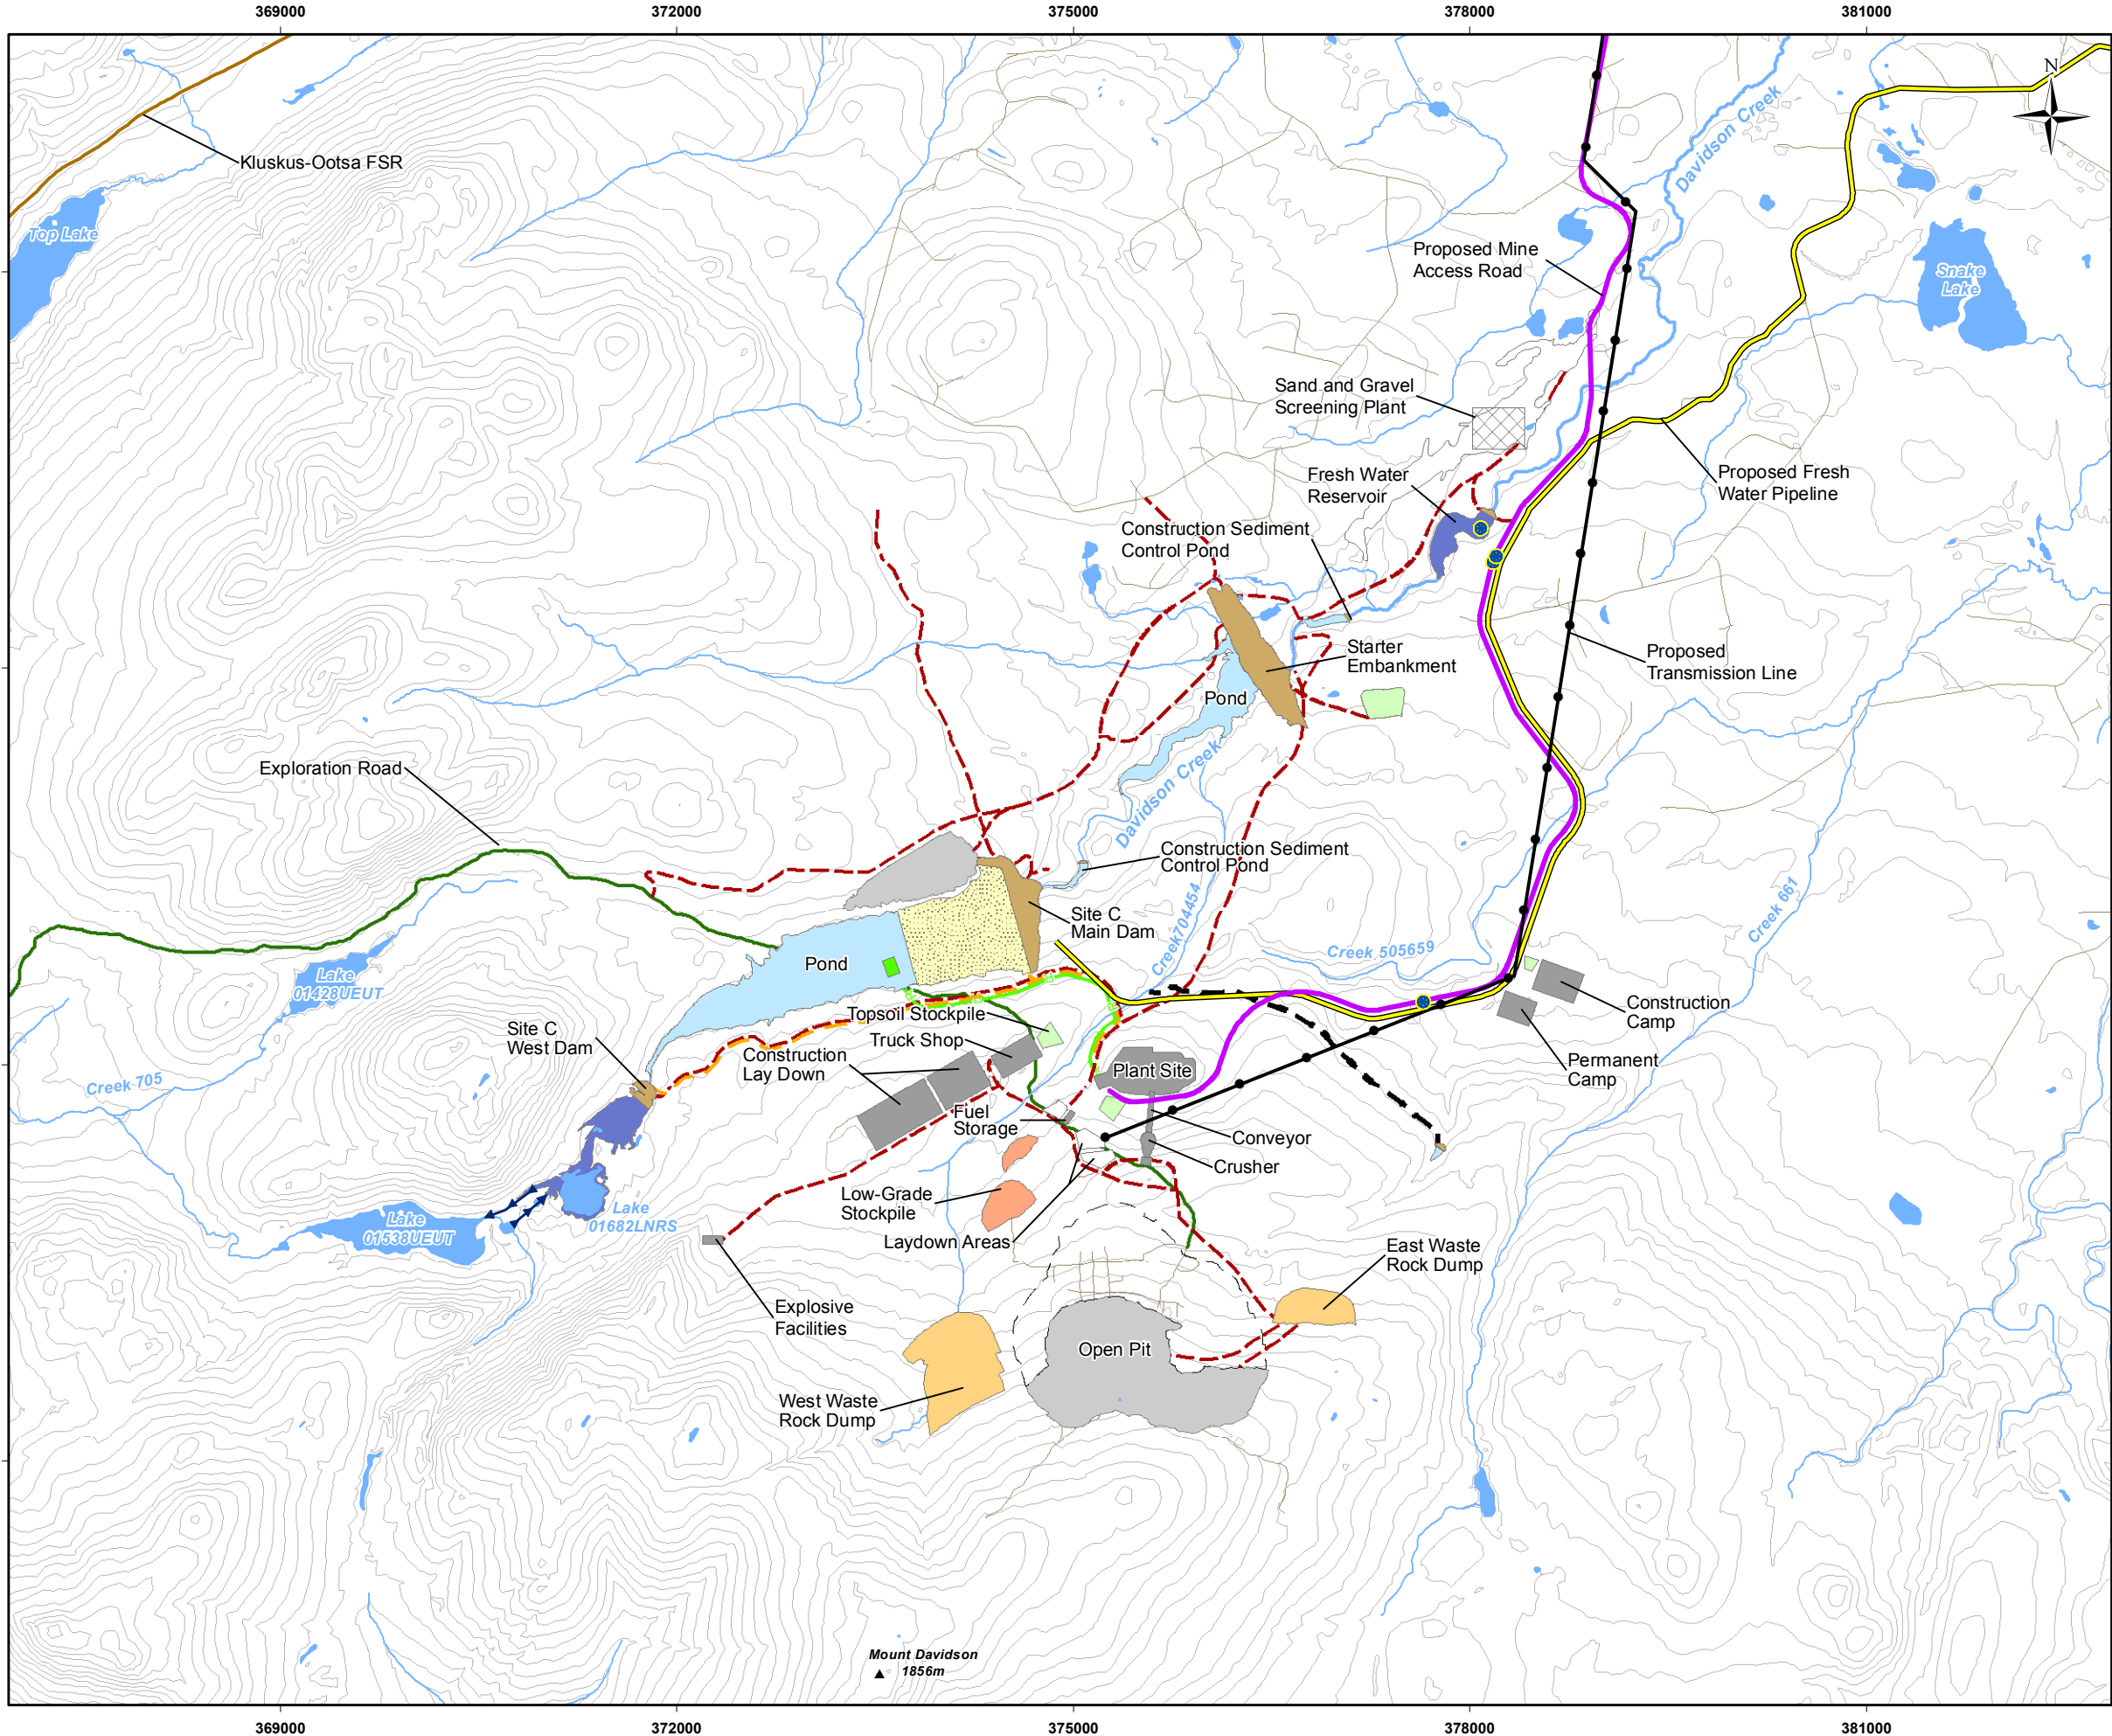 369000
372000
375000
378000
381000
N
Davidson Creek
Kluskus-Ootsa FSR
Top Lake
Proposed Mine
Access Road
Snake
Lake
Sand and Gravel
Screening Plant
Fresh Water
Reservoir
Proposed Fresh
Water Pipeline
Construction Sediment
Control Pond
Starter
Embankment
Proposed
Transmission Line
Pond
Davidson Creek
Exploration Road
Construction Sediment
Control Pond
Site C
Main Dam
Creek704454
Creek 505659
Creek 661
Pond
Lake
01428UEUT
Topsoil Stockpile
Truck Shop
Construction
Camp
Site C
West Dam
Construction
Lay Down
Plant Site
Permanent
Camp
Creek 705
Fuel
Storage
Conveyor
Crusher
Low-Grade
Stockpile
Lake
01682LNRS
Lake
01538UEUT
Laydown Areas
East Waste
Rock Dump
Explosive
Facilities
Open Pit
West Waste
Rock Dump
Mount Davidson
1856m
369000
372000
375000
378000
381000